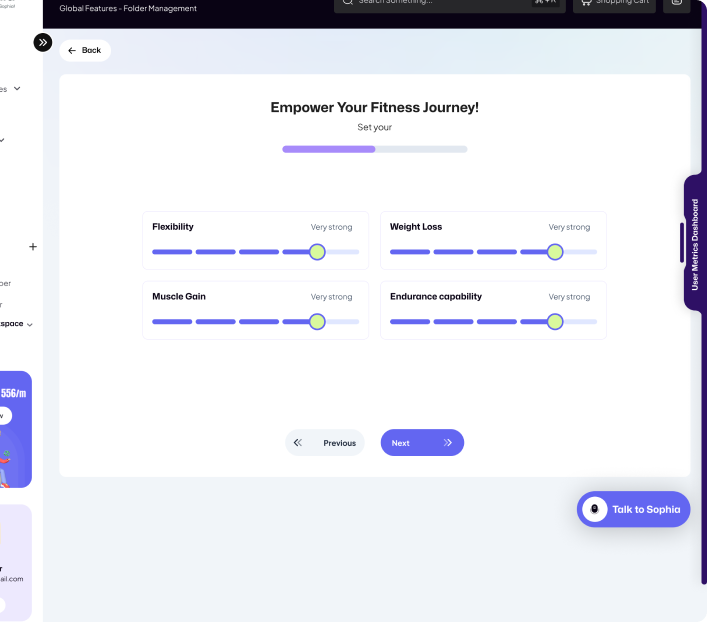 Sophai
Global Features - Folder Management
Search Something...
⌘ + K
Shopping Cart
Back
es
Empower Your Fitness Journey!
Set your
Flexibility
Very strong
Weight Loss
Very strong
Muscle Gain
Very strong
Endurance capability
Very strong
User Metrics Dashboard
+
per
r
space
556/m
w
Previous
Next
Talk to Sophia
r
ail.com